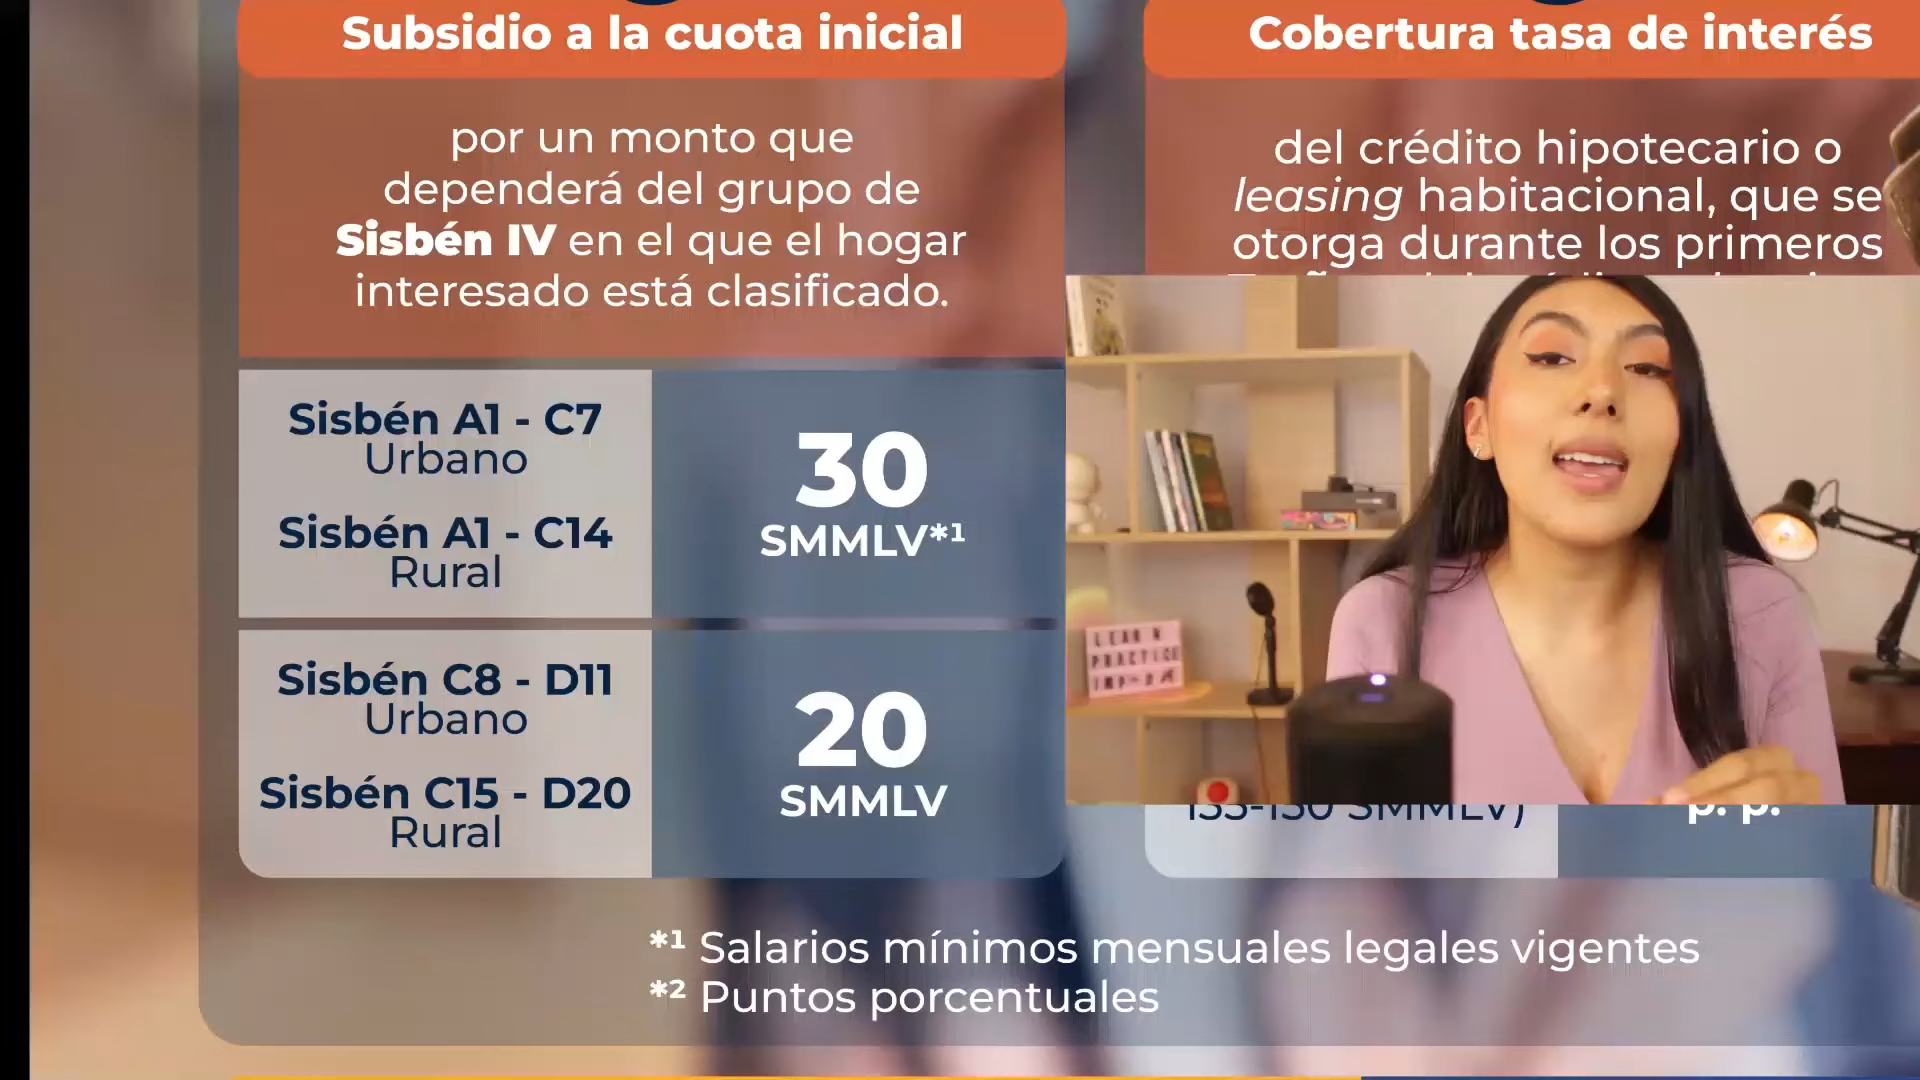 Subsidio a la cuota inicial
por un monto que
dependerá del grupo de
Sisbén IV en el que el hogar
interesado está clasificado.
Sisbén A1 - C7
Urbano
Sisbén A1 - C14
Rural
30
SMMLV*1
Sisbén C8 - D11
Urbano
Sisbén C15 - D20
Rural
20
SMMLV
Cobertura tasa de interés
del crédito hipotecario o
leasing habitacional, que se
otorga durante los primeros
LEARN
PRACTICE
SMMLV)
p. p.
*1 Salarios mínimos mensuales legales vigentes
*2 Puntos porcentuales